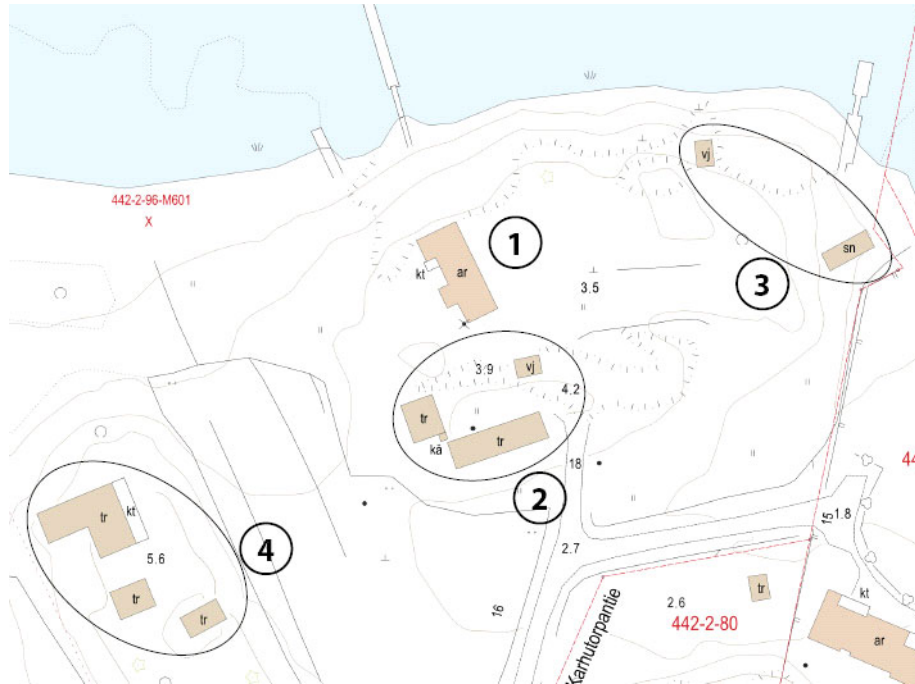 442-2-96-M601
X
vj
1
sn
kt
ar
3
3.5
3.9
vj
4.2
tr
kä
tr
18
2
44
15
1.8
tr
kt
5.6
4
2.7
16
tr
tr
tr
2.6
kt
442-2-80
Karhutorpantie
ar